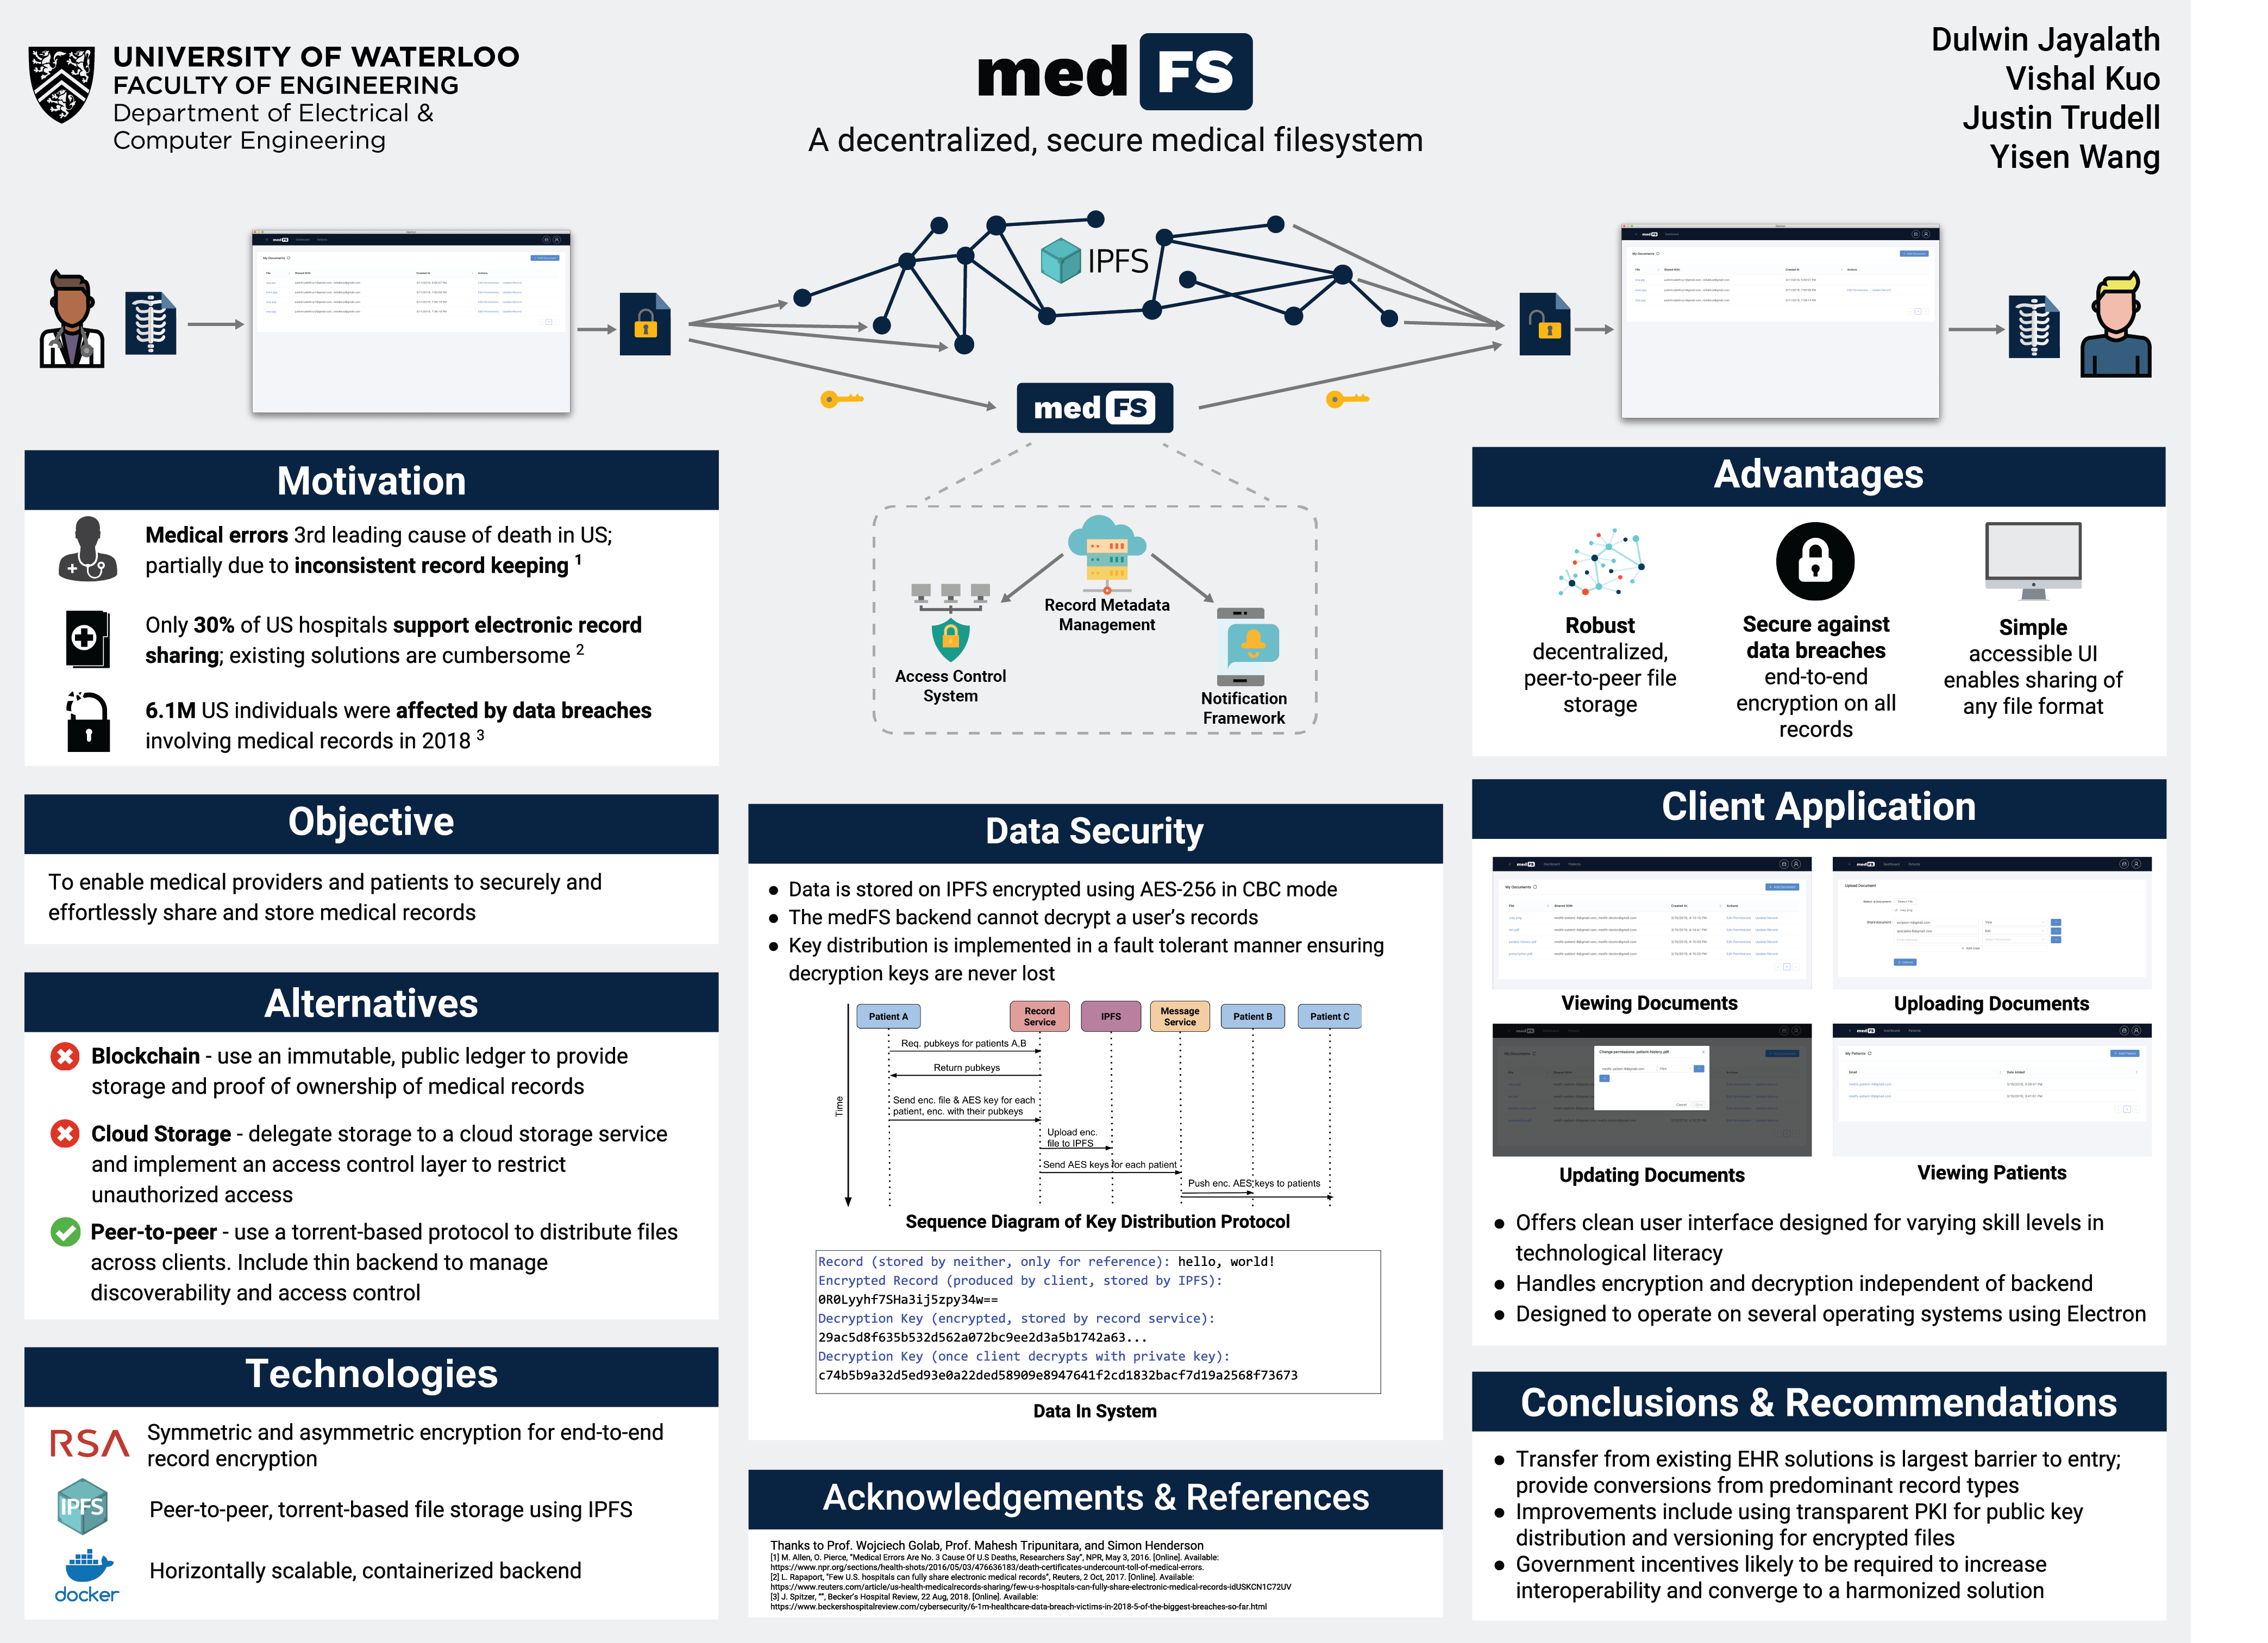 UNIVERSITY OF WATERLOO
FACULTY OF ENGINEERING
Department of Electrical &
Computer Engineering
med FS
A decentralized, secure medical filesystem
Dulwin Jayalath
Vishal Kuo
Justin Trudell
Yisen Wang
IPFS
med FS
Record Metadata
Management
Access Control
System
Notification
Framework
Motivation
Medical errors 3rd leading cause of death in US;
partially due to inconsistent record keeping 1
Only 30% of US hospitals support electronic record
sharing; existing solutions are cumbersome 2
6.1M US individuals were affected by data breaches
involving medical records in 2018 3
Objective
To enable medical providers and patients to securely and
effortlessly share and store medical records
Alternatives
Blockchain - use an immutable, public ledger to provide
storage and proof of ownership of medical records
Cloud Storage - delegate storage to a cloud storage service
and implement an access control layer to restrict
unauthorized access
Peer-to-peer - use a torrent-based protocol to distribute files
across clients. Include thin backend to manage
discoverability and access control
Technologies
RSA
Symmetric and asymmetric encryption for end-to-end
record encryption
IPFS
Peer-to-peer, torrent-based file storage using IPFS
docker
Horizontally scalable, containerized backend
Data Security
● Data is stored on IPFS encrypted using AES-256 in CBC mode
● The medFS backend cannot decrypt a user's records
● Key distribution is implemented in a fault tolerant manner ensuring
decryption keys are never lost
Patient A
Record
Service
IPFS
Message
Service
Patient B
Patient C
Time
Req. pubkeys for patients A,B
Return pubkeys
Send enc. file & AES key for each
patient, enc. with their pubkeys
Upload enc.
file to IPFS
Send AES keys for each patient
Push enc. AES keys to patients
Sequence Diagram of Key Distribution Protocol
Record (stored by neither, only for reference): hello, world!
Encrypted Record (produced by client, stored by IPFS):
0R0Lyyhf7SHa3ij5zpy34w==
Decryption Key (encrypted, stored by record service):
29ac5d8f635b532d562a072bc9ee2d3a5b1742a63...
Decryption Key (once client decrypts with private key):
c74b5b9a32d5ed93e0a22ded58909e8947641f2cd1832bacf7d19a2568f73673
Data In System
Acknowledgements & References
Thanks to Prof. Wojciech Golab, Prof. Mahesh Tripunitara, and Simon Henderson
[1] M. Allen, O. Pierce, "Medical Errors Are No. 3 Cause Of U.S Deaths, Researchers Say", NPR, May 3, 2016. [Online]. Available:
https://www.npr.org/sections/health-shots/2016/05/03/476636183/death-certificates-undercount-toll-of-medical-errors.
[2] L. Rapaport, "Few U.S. hospitals can fully share electronic medical records", Reuters, 2 Oct, 2017. [Online]. Available:
https://www.reuters.com/article/us-health-medicalrecords-sharing/few-u-s-hospitals-can-fully-share-electronic-medical-records-idUSKCN1C72UV
[3] J. Spitzer, "", Becker's Hospital Review, 22 Aug, 2018. [Online]. Available:
https://www.beckershospitalreview.com/cybersecurity/6-1m-healthcare-data-breach-victims-in-2018-5-of-the-biggest-breaches-so-far.html
Advantages
Robust
decentralized,
peer-to-peer file
storage
Secure against
data breaches
end-to-end
encryption on all
records
Simple
accessible UI
enables sharing of
any file format
Client Application
Viewing Documents
Uploading Documents
Updating Documents
Viewing Patients
● Offers clean user interface designed for varying skill levels in
technological literacy
● Handles encryption and decryption independent of backend
● Designed to operate on several operating systems using Electron
Conclusions & Recommendations
● Transfer from existing EHR solutions is largest barrier to entry;
provide conversions from predominant record types
● Improvements include using transparent PKI for public key
distribution and versioning for encrypted files
● Government incentives likely to be required to increase
interoperability and converge to a harmonized solution